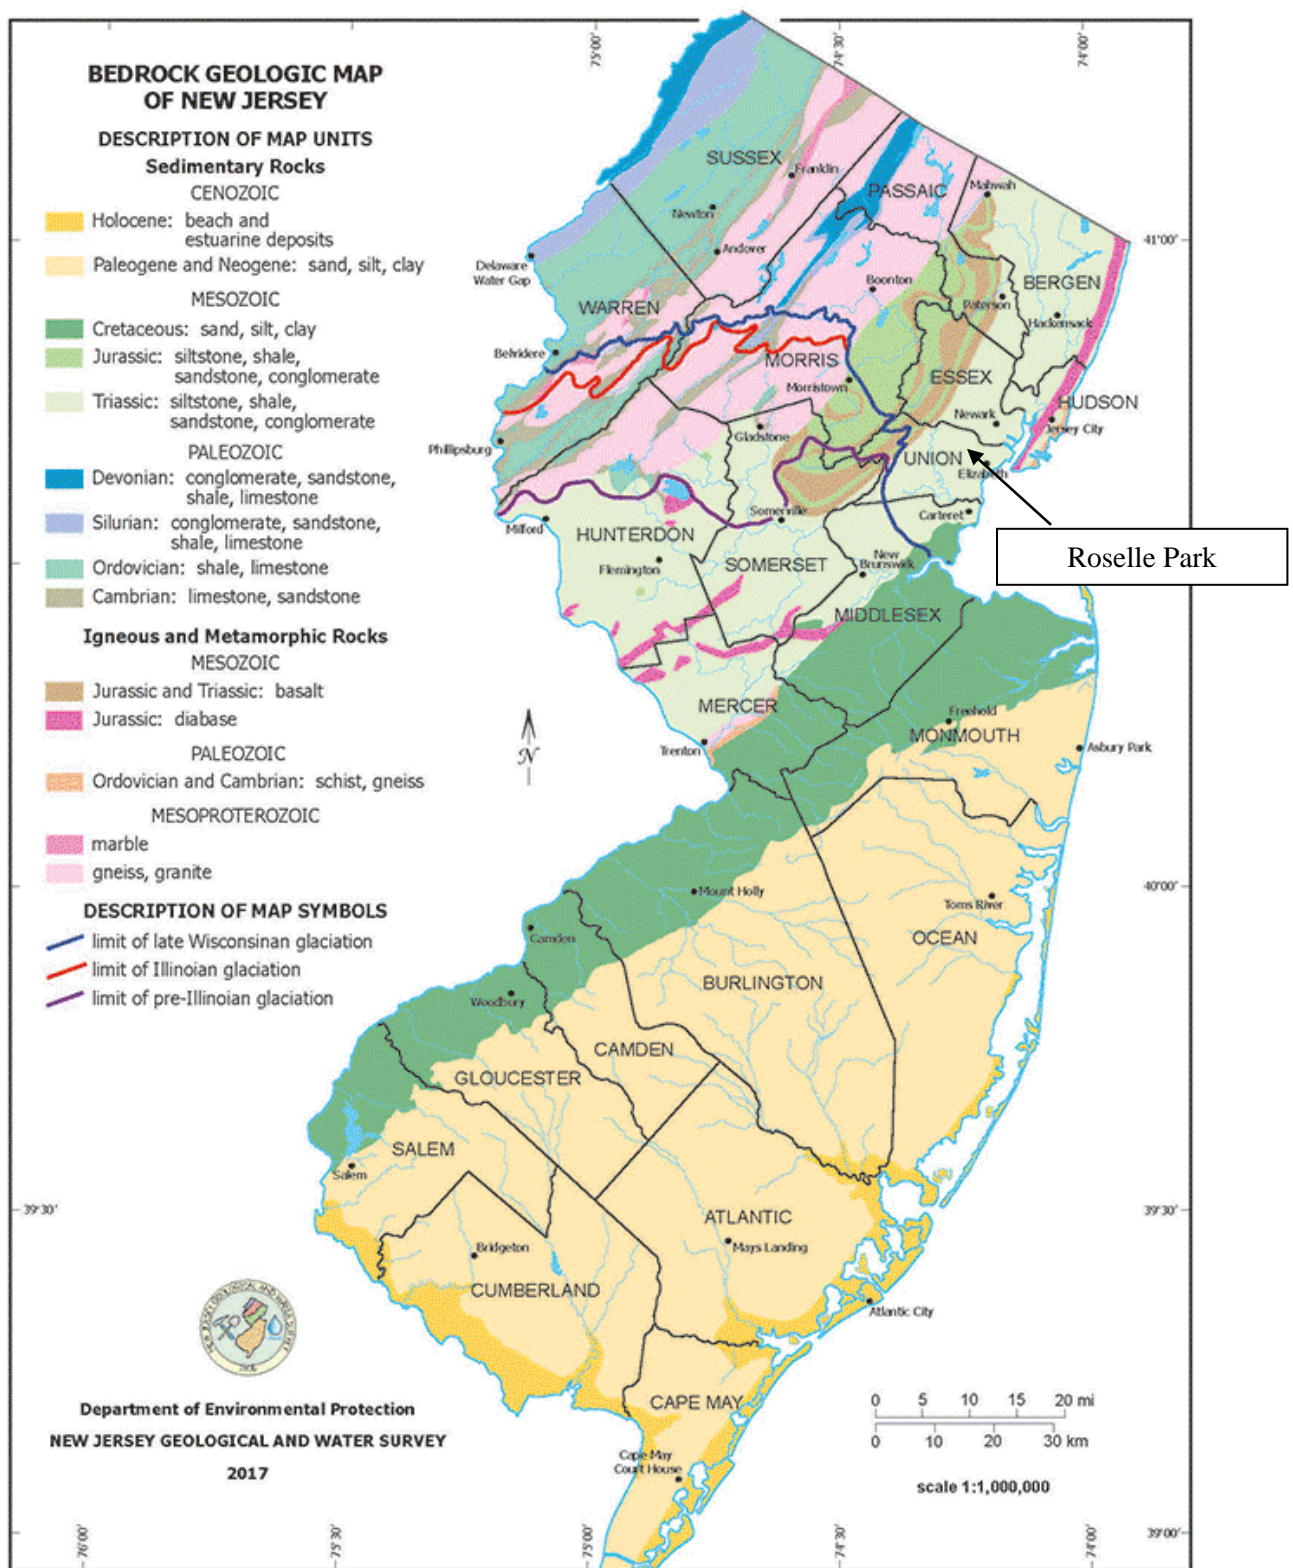 BEDROCK GEOLOGIC MAP
OF NEW JERSEY
DESCRIPTION OF MAP UNITS
Sedimentary Rocks
CENOZOIC
Holocene: beach and
estuarine deposits
Paleogene and Neogene: sand, silt, clay
MESOZOIC
Cretaceous: sand, silt, clay
Jurassic: siltstone, shale,
sandstone, conglomerate
Triassic: siltstone, shale,
sandstone, conglomerate
PALEOZOIC
Devonian: conglomerate, sandstone,
shale, limestone
Silurian: conglomerate, sandstone,
shale, limestone
Ordovician: shale, limestone
Cambrian: limestone, sandstone
Igneous and Metamorphic Rocks
MESOZOIC
Jurassic and Triassic: basalt
Jurassic: diabase
PALEOZOIC
Ordovician and Cambrian: schist, gneiss
MESOPROTEROZOIC
marble
gneiss, granite
DESCRIPTION OF MAP SYMBOLS
limit of late Wisconsinan glaciation
limit of Illinoian glaciation
limit of pre-Illinoian glaciation
Department of Environmental Protection
NEW JERSEY GEOLOGICAL AND WATER SURVEY
2017
75°00'
74°30'
74°00'
SUSSEX
Franklin
PASSAIC
Mahwah
Newton
Andover
41°00'
Delaware
Water Gap
Boonton
BERGEN
WARREN
Paterson
Hackensack
Belvidere
MORRIS
Morristown
ESSEX
HUDSON
Newark
Jersey City
Gladstone
Phillipsburg
UNION
Elizabeth
Roselle Park
Somerville
Carteret
Milford
HUNTERDON
Flemington
SOMERSET
New
Brunswick
MIDDLESEX
MERCER
Trenton
N
Freehold
MONMOUTH
Asbury Park
Mount Holly
40°00'
Toms River
OCEAN
Camden
BURLINGTON
Woodbury
CAMDEN
GLOUCESTER
SALEM
Salem
39°30'
39°30'
ATLANTIC
Mays Landing
Bridgeton
CUMBERLAND
Atlantic City
CAPE MAY
Cape May
Court House
0 5 10 15 20 mi
0 10 20 30 km
scale 1:1,000,000
39°00'
76°00'
75°30'
75°00'
74°30'
74°00'